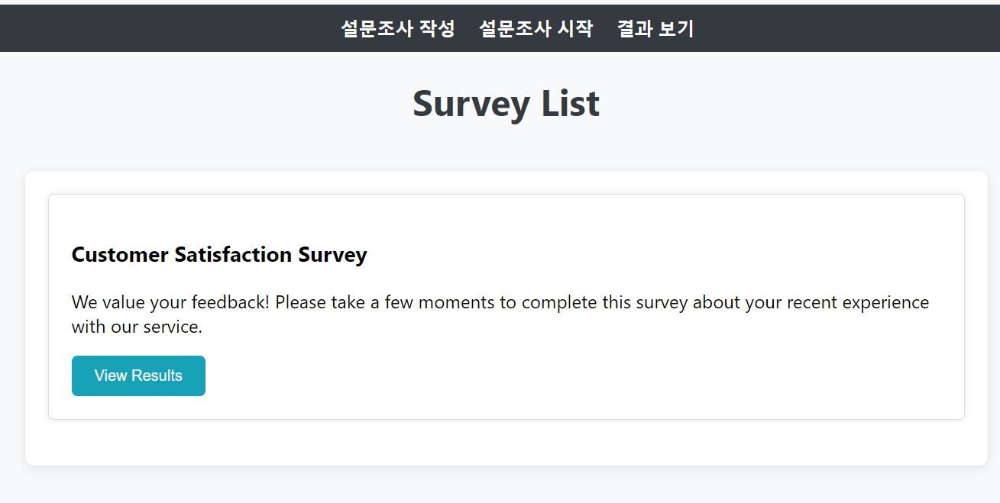 설문조사 작성 설문조사 시작 결과 보기
Survey List
Customer Satisfaction Survey
We value your feedback! Please take a few moments to complete this survey about your recent experience
with our service.
View Results